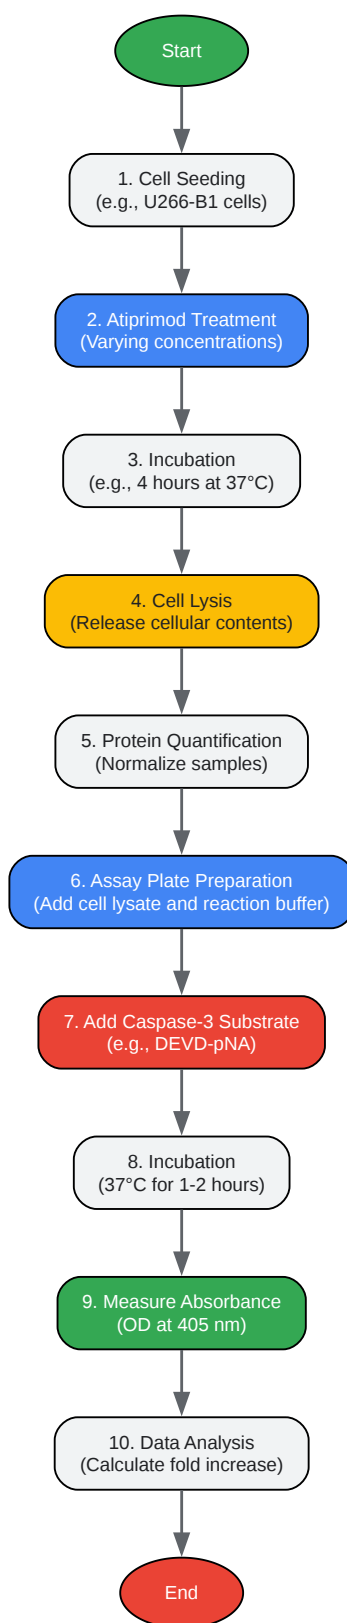 Start
1. Cell Seeding
(e.g., U266-B1 cells)
2. Atiprimod Treatment
(Varying concentrations)
3. Incubation
(e.g., 4 hours at 37°C)
4. Cell Lysis
(Release cellular contents)
5. Protein Quantification
(Normalize samples)
6. Assay Plate Preparation
(Add cell lysate and reaction buffer)
7. Add Caspase-3 Substrate
(e.g., DEVD-pNA)
8. Incubation
(37°C for 1-2 hours)
9. Measure Absorbance
(OD at 405 nm)
10. Data Analysis
(Calculate fold increase)
End